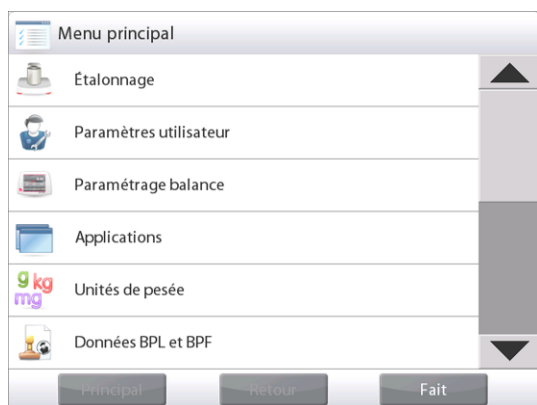 Menu principal
Étalonnage
Paramètres utilisateur
Paramétrage balance
Applications
g kg
mg
Unités de pesée
Données BPL et BPF
Principal Retour Fait